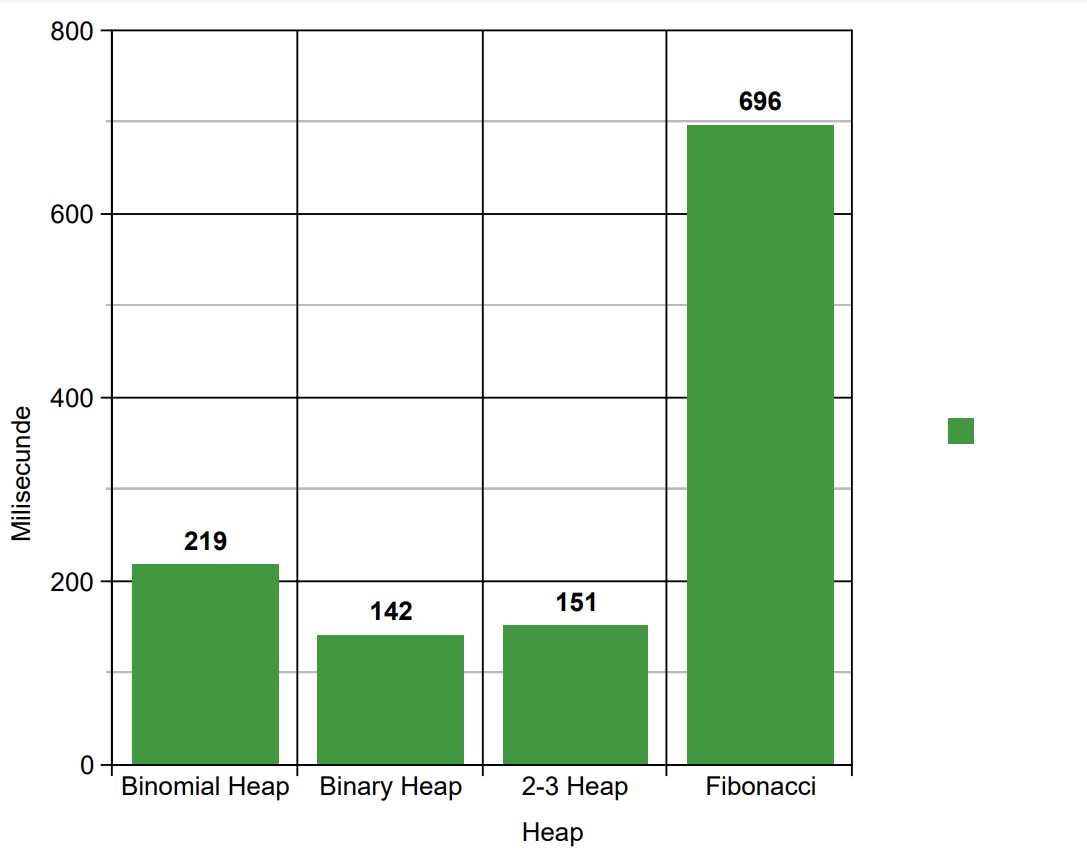 800
600
400
200
0
Milisecunde
219
142
151
696
Binomial Heap
Binary Heap
2-3 Heap
Fibonacci
Heap